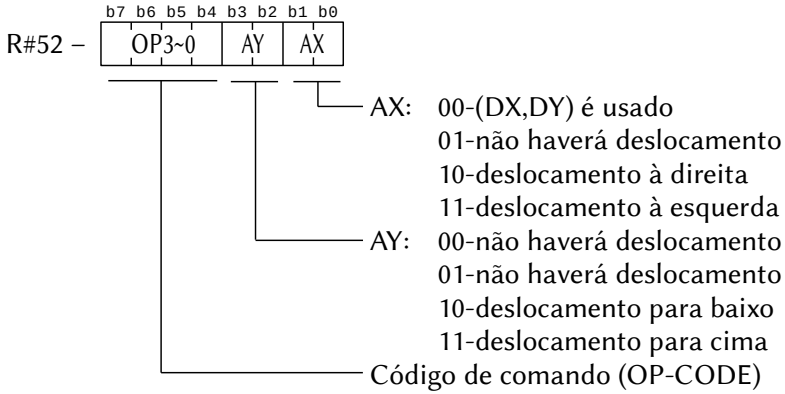 b7 b6 b5 b4 b3 b2 b1 b0
R#52 – OP3~0 AY AX
AX: 00-(DX,DY) é usado
01-não haverá deslocamento
10-deslocamento à direita
11-deslocamento à esquerda
AY: 00-não haverá deslocamento
01-não haverá deslocamento
10-deslocamento para baixo
11-deslocamento para cima
Código de comando (OP-CODE)